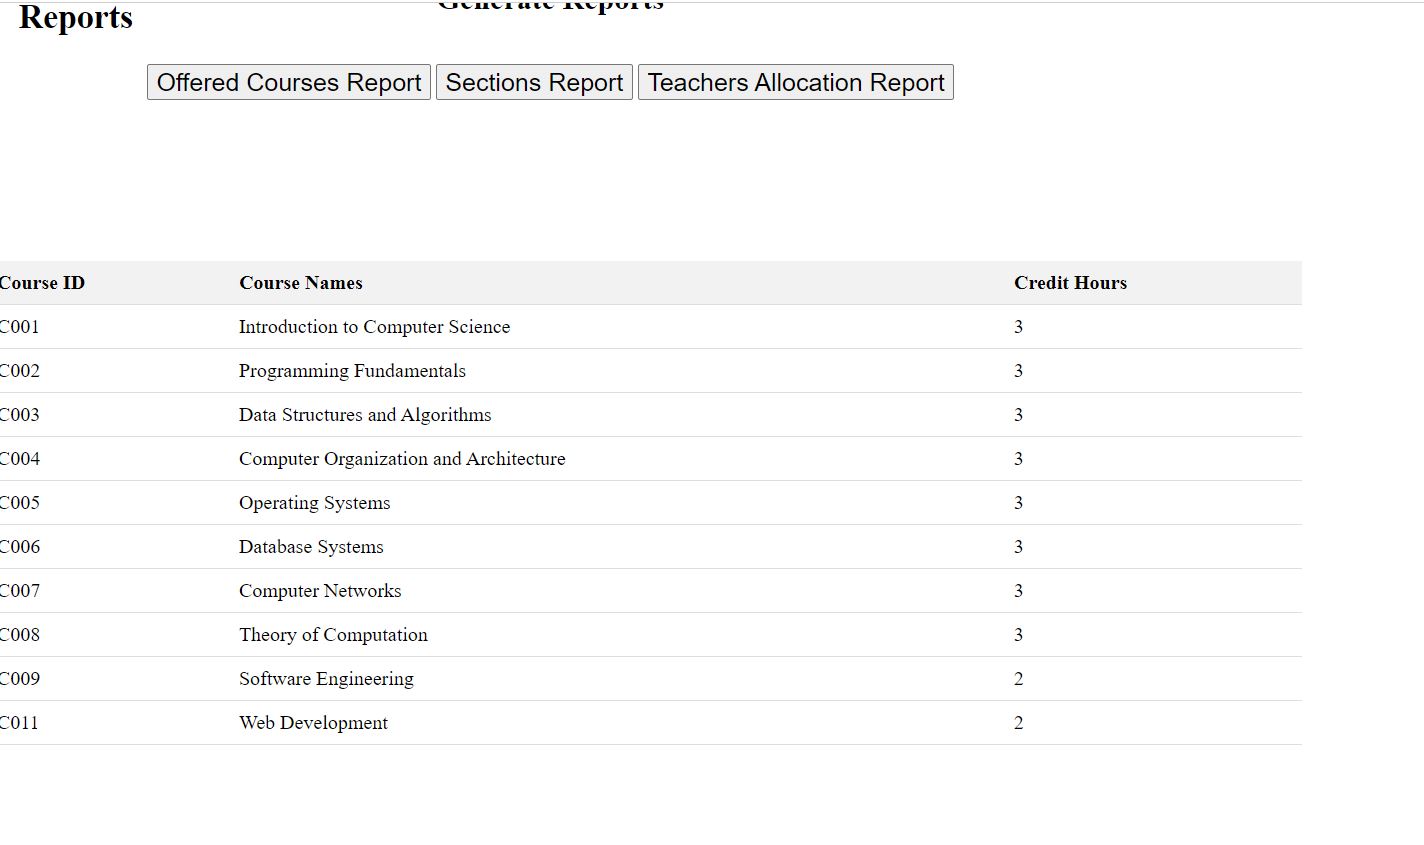 Generate Reports
Reports
Offered Courses Report Sections Report Teachers Allocation Report
Course ID Course Names Credit Hours
C001 Introduction to Computer Science 3
C002 Programming Fundamentals 3
C003 Data Structures and Algorithms 3
C004 Computer Organization and Architecture 3
C005 Operating Systems 3
C006 Database Systems 3
C007 Computer Networks 3
C008 Theory of Computation 3
C009 Software Engineering 2
C011 Web Development 2